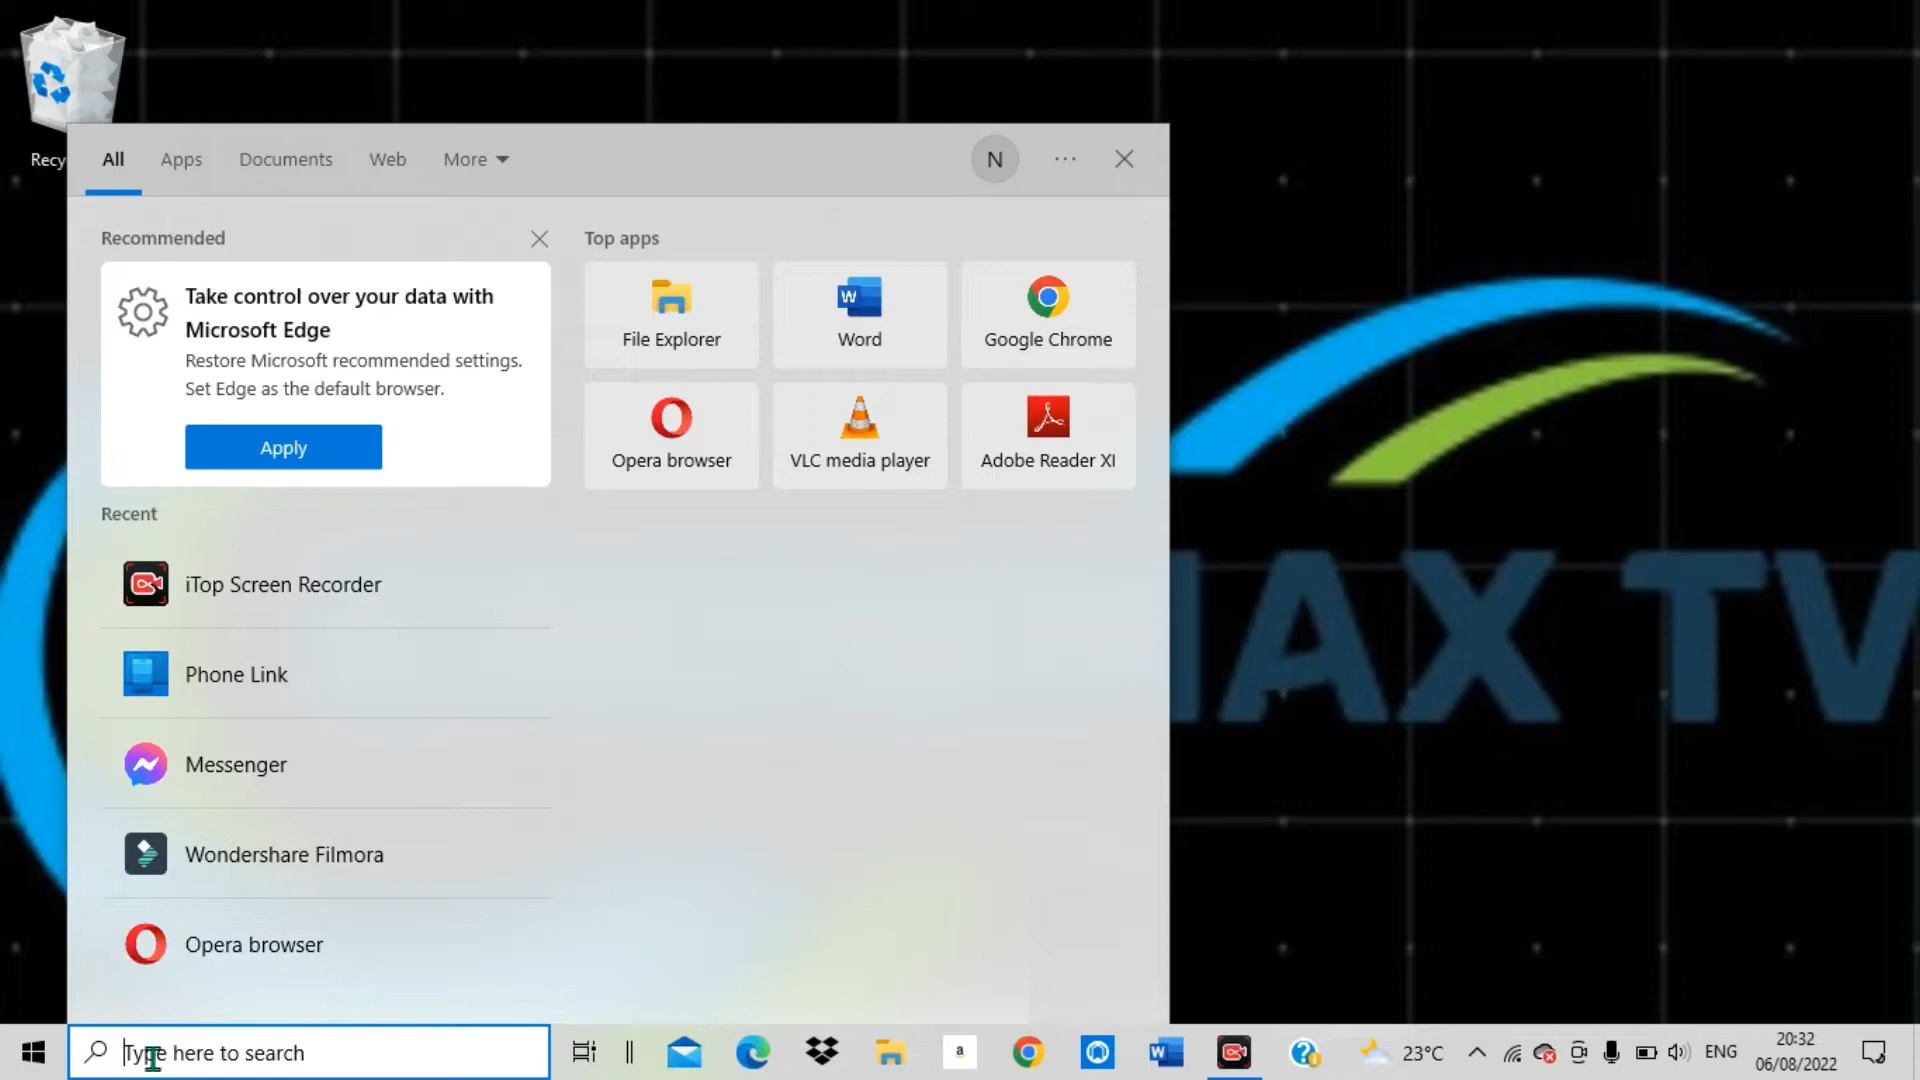 Recy
All Apps Documents Web More
N
Recommended
Take control over your data with
Microsoft Edge
Restore Microsoft recommended settings.
Set Edge as the default browser.
Apply
Top apps
File Explorer
Word
Google Chrome
Opera browser
VLC media player
Adobe Reader XI
Recent
iTop Screen Recorder
Phone Link
Messenger
Wondershare Filmora
Opera browser
AX TV
Type here to search
a
23°C
ENG
20:32
06/08/2022